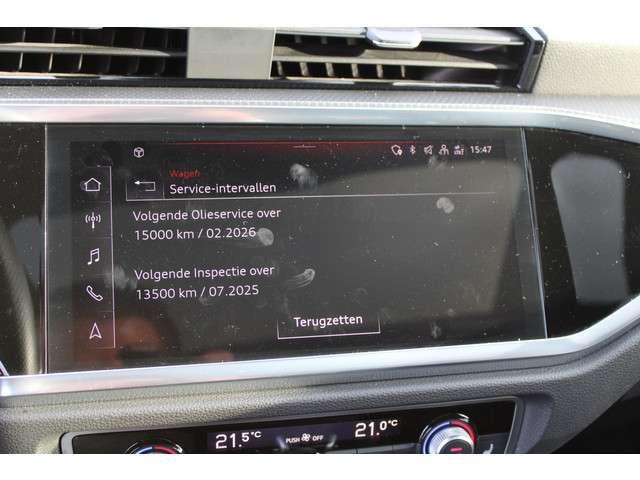 15:47
Wagen
Service-intervallen
Volgende Olieservice over
15000 km / 02.2026
Volgende Inspectie over
13500 km / 07.2025
Terugzetten
21.5°C PUSH OFF 21.0°C